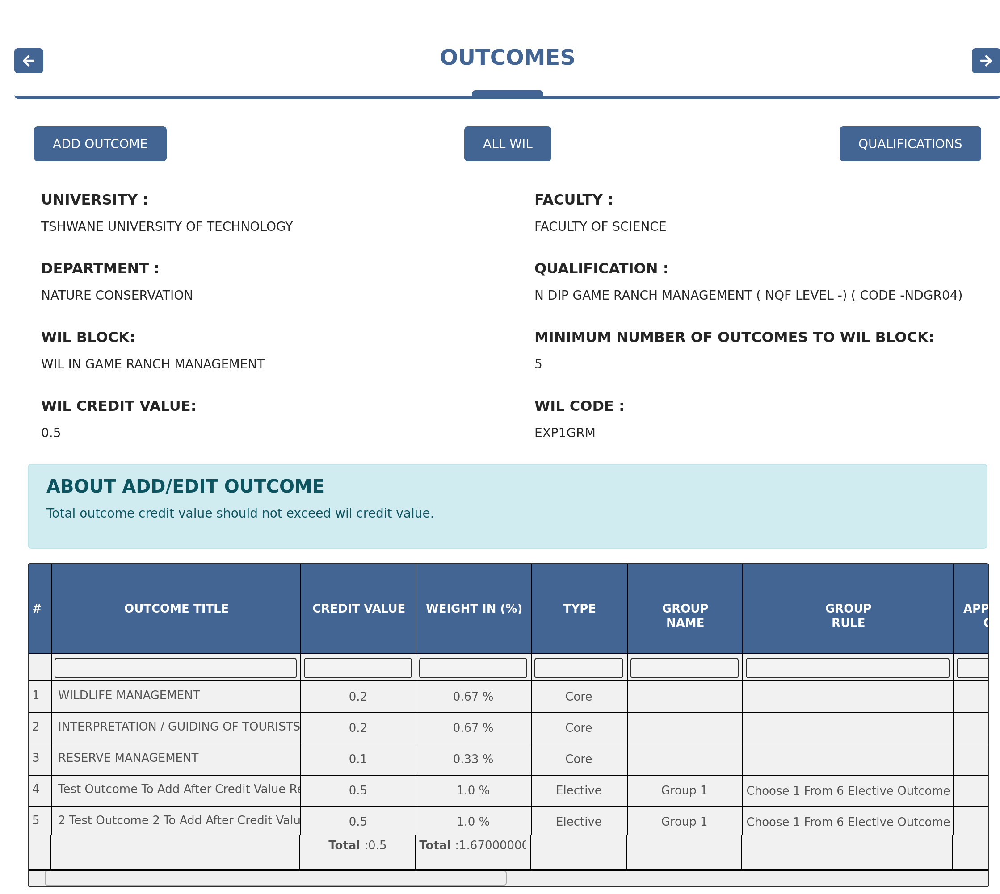 OUTCOMES
ADD OUTCOME
ALL WIL
QUALIFICATIONS
UNIVERSITY :
FACULTY :
TSHWANE UNIVERSITY OF TECHNOLOGY
FACULTY OF SCIENCE
DEPARTMENT :
QUALIFICATION :
NATURE CONSERVATION
N DIP GAME RANCH MANAGEMENT ( NQF LEVEL -) ( CODE -NDGR04)
WIL BLOCK:
MINIMUM NUMBER OF OUTCOMES TO WIL BLOCK:
WIL IN GAME RANCH MANAGEMENT
5
WIL CREDIT VALUE:
WIL CODE :
0.5
EXP1GRM
ABOUT ADD/EDIT OUTCOME
Total outcome credit value should not exceed wil credit value.
# OUTCOME TITLE CREDIT VALUE WEIGHT IN (%) TYPE GROUP NAME GROUP RULE APP
1 WILDLIFE MANAGEMENT 0.2 0.67 % Core
2 INTERPRETATION / GUIDING OF TOURISTS 0.2 0.67 % Core
3 RESERVE MANAGEMENT 0.1 0.33 % Core
4 Test Outcome To Add After Credit Value Re 0.5 1.0 % Elective Group 1 Choose 1 From 6 Elective Outcome
5 2 Test Outcome 2 To Add After Credit Valu 0.5 1.0 % Elective Group 1 Choose 1 From 6 Elective Outcome
Total :0.5 Total :1.6700000